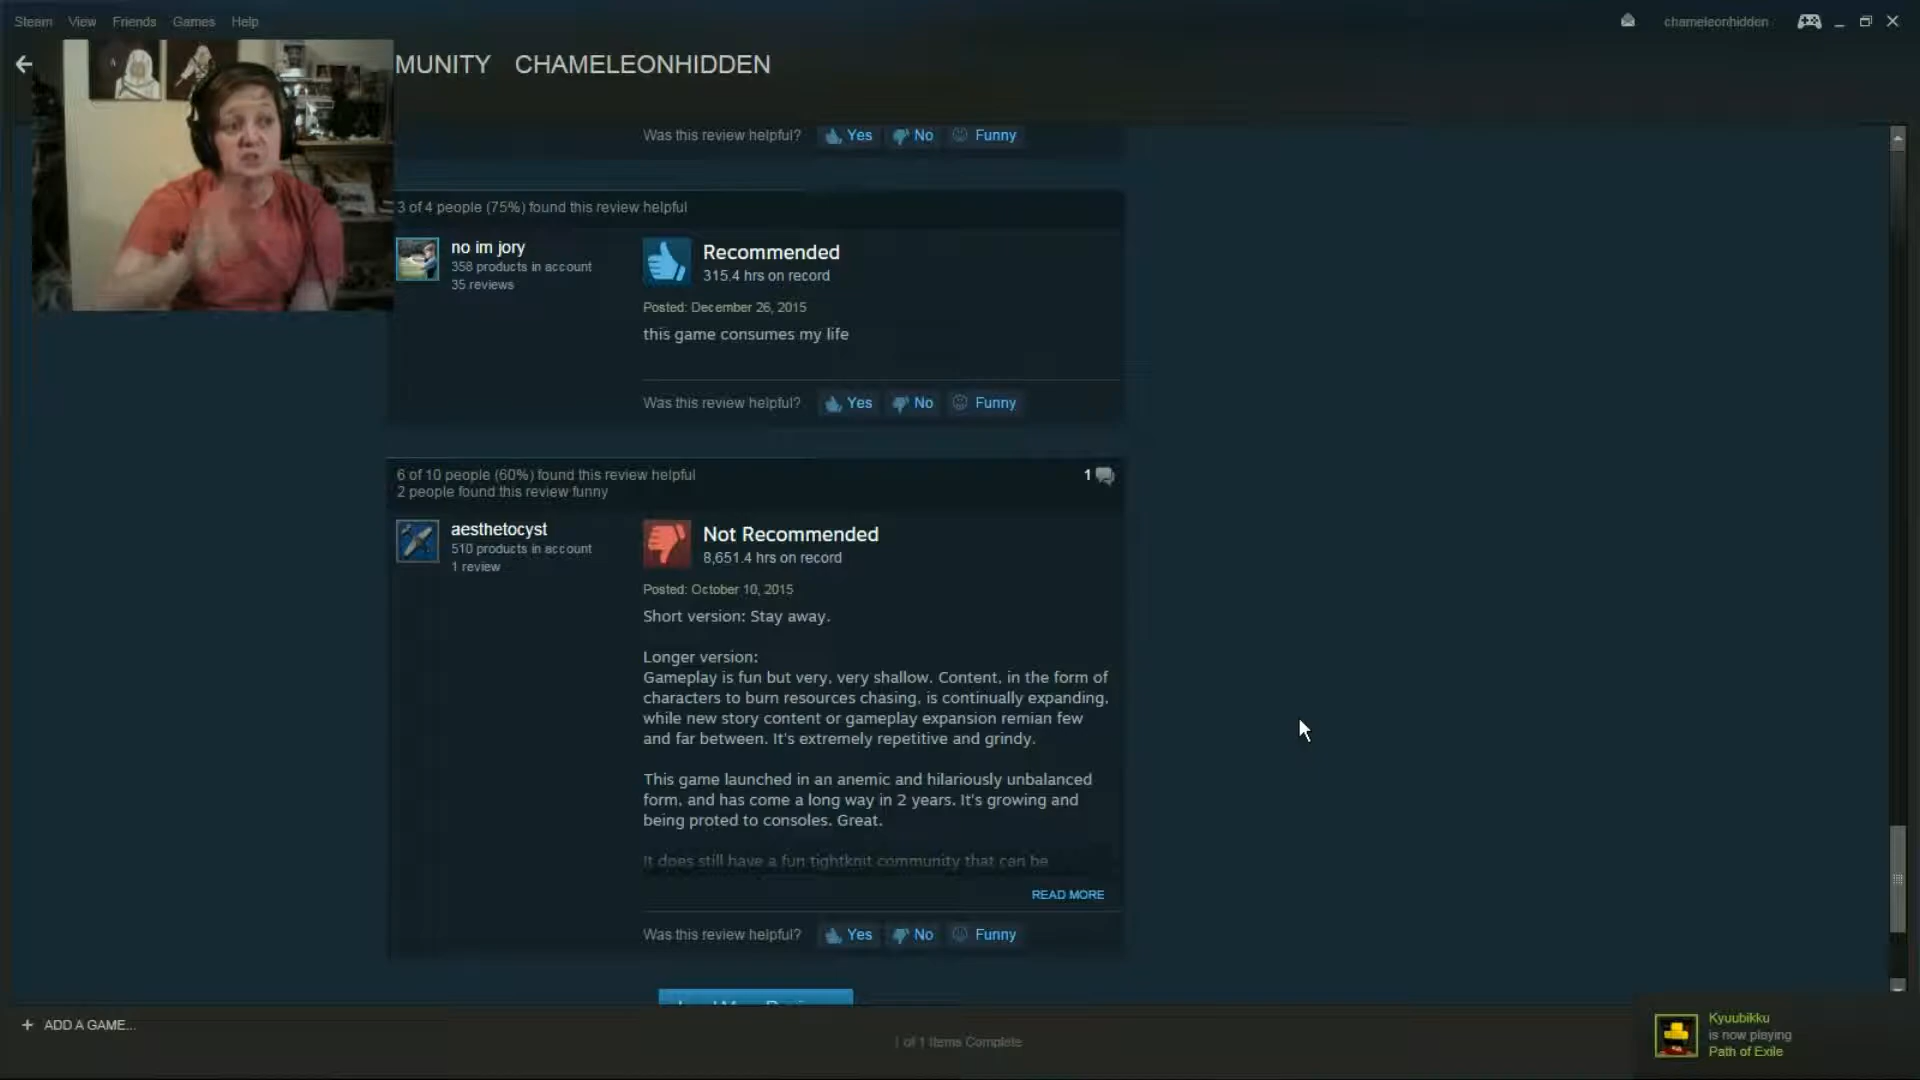 Steam View Friends Games Help
chameleonhidden
MUNITY CHAMELEONHIDDEN
Was this review helpful? Yes No Funny
3 of 4 people (75%) found this review helpful
no im jory
358 products in account
35 reviews
Recommended
315.4 hrs on record
Posted: December 26, 2015
this game consumes my life
Was this review helpful? Yes No Funny
6 of 10 people (60%) found this review helpful
2 people found this review funny
1
aesthetocyst
510 products in account
1 review
Not Recommended
8,651.4 hrs on record
Posted: October 10, 2015
Short version: Stay away.
Longer version:
Gameplay is fun but very, very shallow. Content, in the form of
characters to burn resources chasing, is continually expanding,
while new story content or gameplay expansion remian few
and far between. It's extremely repetitive and grindy.
This game launched in an anemic and hilariously unbalanced
form, and has come a long way in 2 years. It's growing and
being proted to consoles. Great.
It does still have a fun tightknit community that can be
READ MORE
Was this review helpful? Yes No Funny
+ ADD A GAME...
1 of 1 Items Complete
Kyuubikku
is now playing
Path of Exile